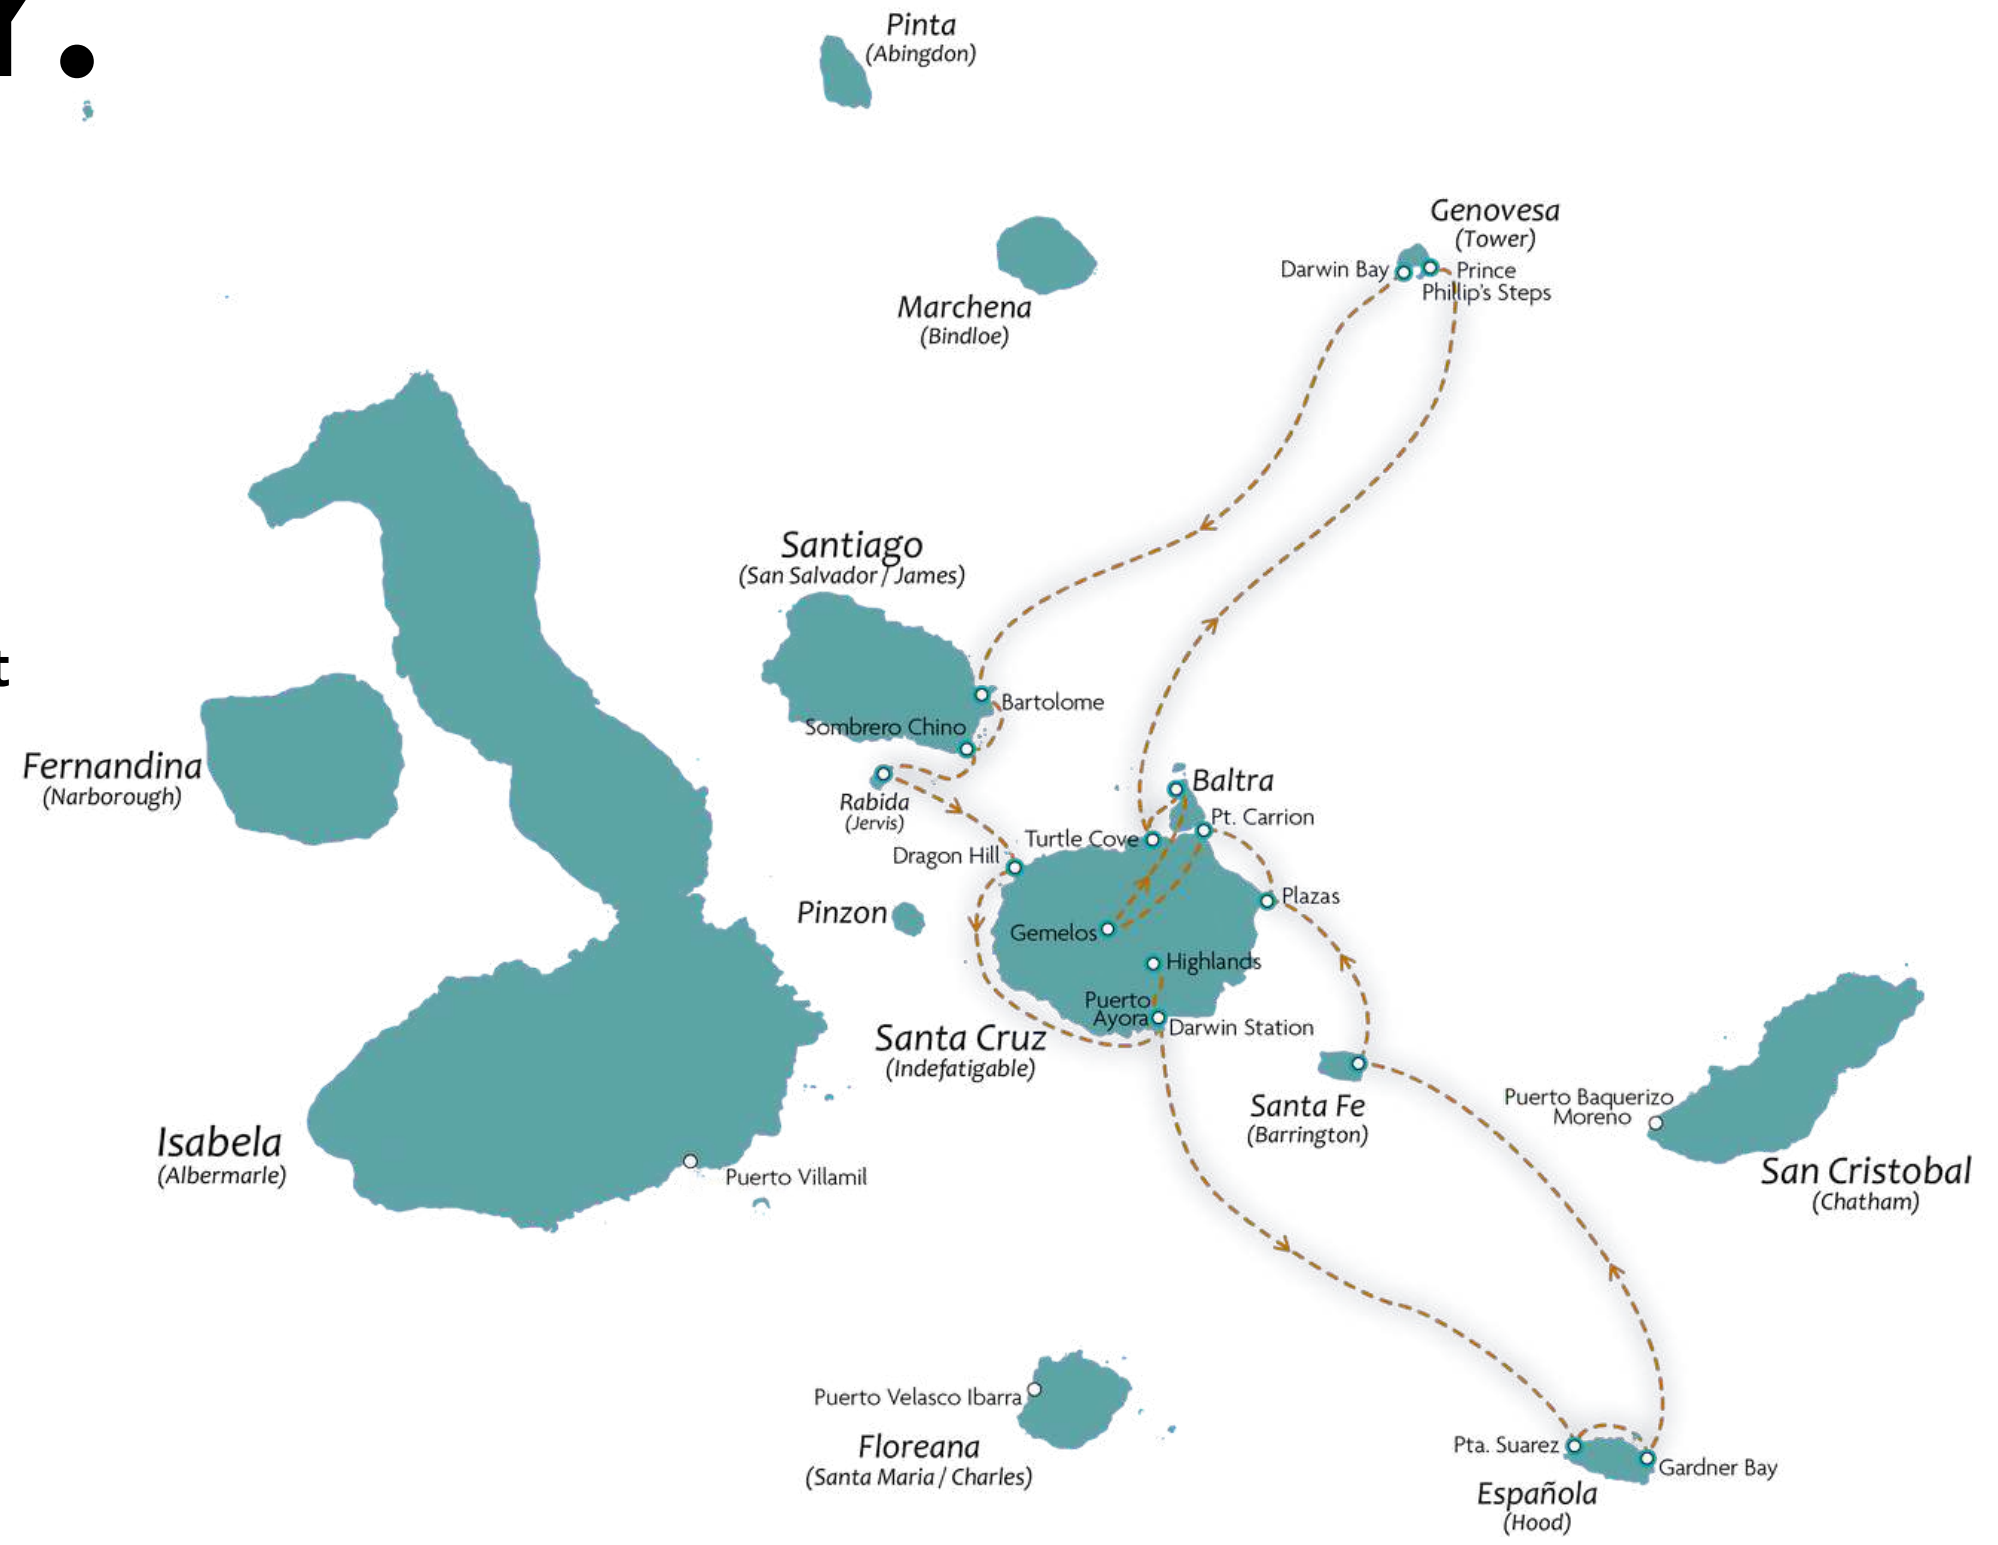 Y.
Pinta
(Abingdon)
Genovesa
(Tower)
Darwin Bay
Prince
Phillip's Steps
Marchena
(Bindloe)
Santiago
(San Salvador / James)
t
Bartolome
Sombrero Chino
Fernandina
(Narborough)
Rabida
(Jervis)
Baltra
Pt. Carrion
Turtle Cove
Dragon Hill
Plazas
Pinzon
Gemelos
Highlands
Puerto
Ayora
Darwin Station
Santa Cruz
(Indefatigable)
Santa Fe
(Barrington)
Puerto Baquerizo
Moreno
San Cristobal
(Chatham)
Isabela
(Albermarle)
Puerto Villamil
Puerto Velasco Ibarra
Floreana
(Santa Maria / Charles)
Pta. Suarez
Gardner Bay
Española
(Hood)